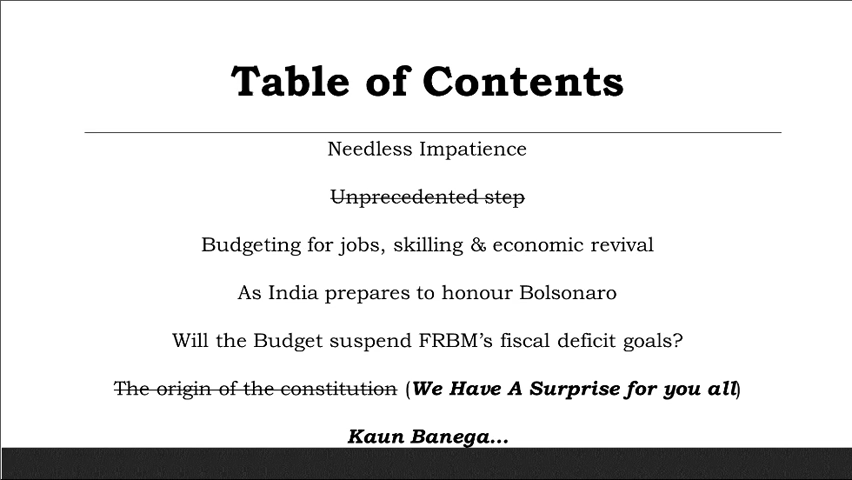 Table of Contents
Needless Impatience
Unprecedented step
Budgeting for jobs, skilling & economic revival
As India prepares to honour Bolsonaro
Will the Budget suspend FRBM’s fiscal deficit goals?
The origin of the constitution (We Have A Surprise for you all)
Kaun Banega…